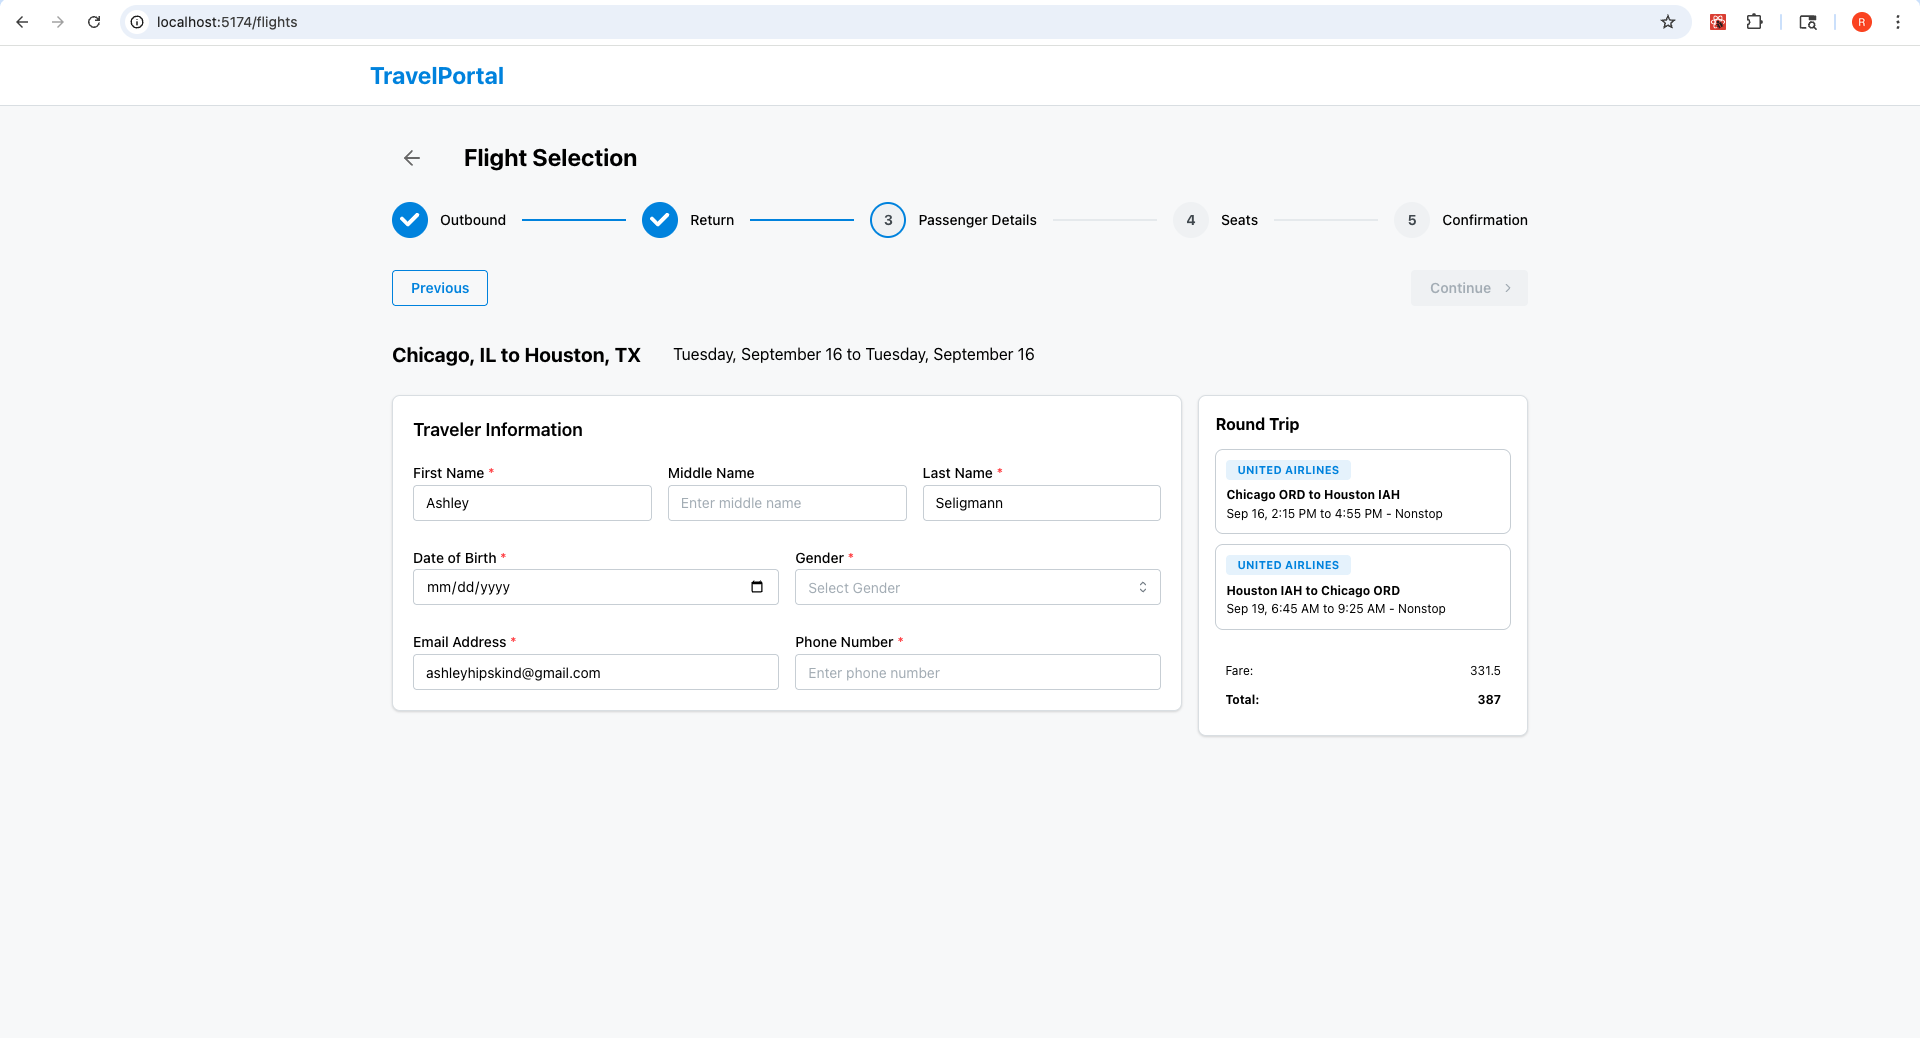 localhost:5174/flights
R
TravelPortal
Flight Selection
Outbound
Return
3 Passenger Details
4 Seats
5 Confirmation
Previous
Continue
Chicago, IL to Houston, TX
Tuesday, September 16 to Tuesday, September 16
Traveler Information
First Name *
Middle Name
Last Name *
Ashley
Enter middle name
Seligmann
Date of Birth *
Gender *
mm/dd/yyyy
Select Gender
Email Address *
Phone Number *
ashleyhipskind@gmail.com
Enter phone number
Round Trip
UNITED AIRLINES
Chicago ORD to Houston IAH
Sep 16, 2:15 PM to 4:55 PM - Nonstop
UNITED AIRLINES
Houston IAH to Chicago ORD
Sep 19, 6:45 AM to 9:25 AM - Nonstop
Fare: 331.5
Total: 387